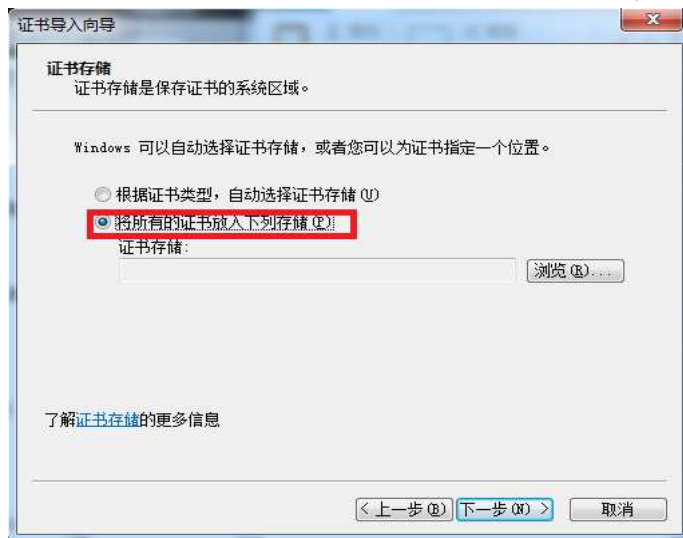 证书导入向导
证书存储
证书存储是保存证书的系统区域。
Windows 可以自动选择证书存储，或者您可以为证书指定一个位置。
根据证书类型，自动选择证书存储(U)
将所有的证书放入下列存储(P)
证书存储:
浏览(R)...
了解证书存储的更多信息
< 上一步(B) 下一步(N) > 取消